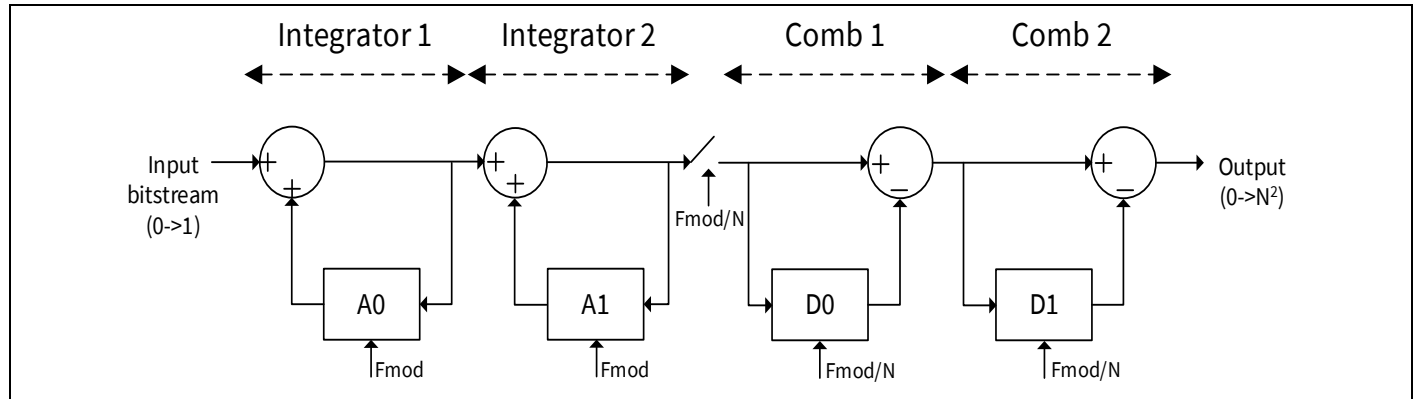 Integrator 1
Integrator 2
Comb 1
Comb 2
Input
bitstream
(0->1)
+
+
+
+
Fmod/N
+
−
+
−
Output
(0->N²)
A0
A1
D0
D1
Fmod
Fmod
Fmod/N
Fmod/N